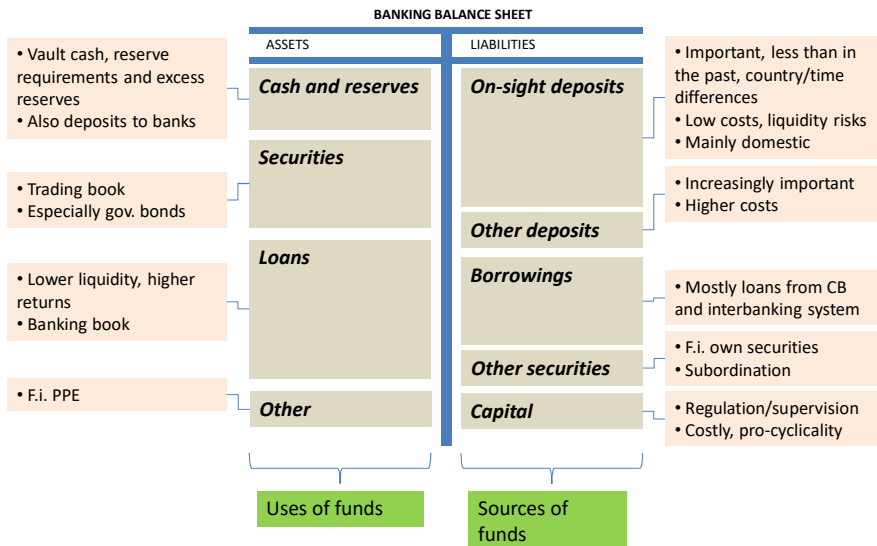 BANKING BALANCE SHEET
ASSETS
LIABILITIES
• Vault cash, reserve
requirements and excess
reserves
• Also deposits to banks
Cash and reserves
Securities
• Trading book
• Especially gov. bonds
Loans
• Lower liquidity, higher
returns
• Banking book
Other
• F.i. PPE
On-sight deposits
• Important, less than in
the past, country/time
differences
• Low costs, liquidity risks
• Mainly domestic
Other deposits
• Increasingly important
• Higher costs
Borrowings
• Mostly loans from CB
and interbanking system
Other securities
• F.i. own securities
• Subordination
Capital
• Regulation/supervision
• Costly, pro-cyclicality
Uses of funds
Sources of
funds